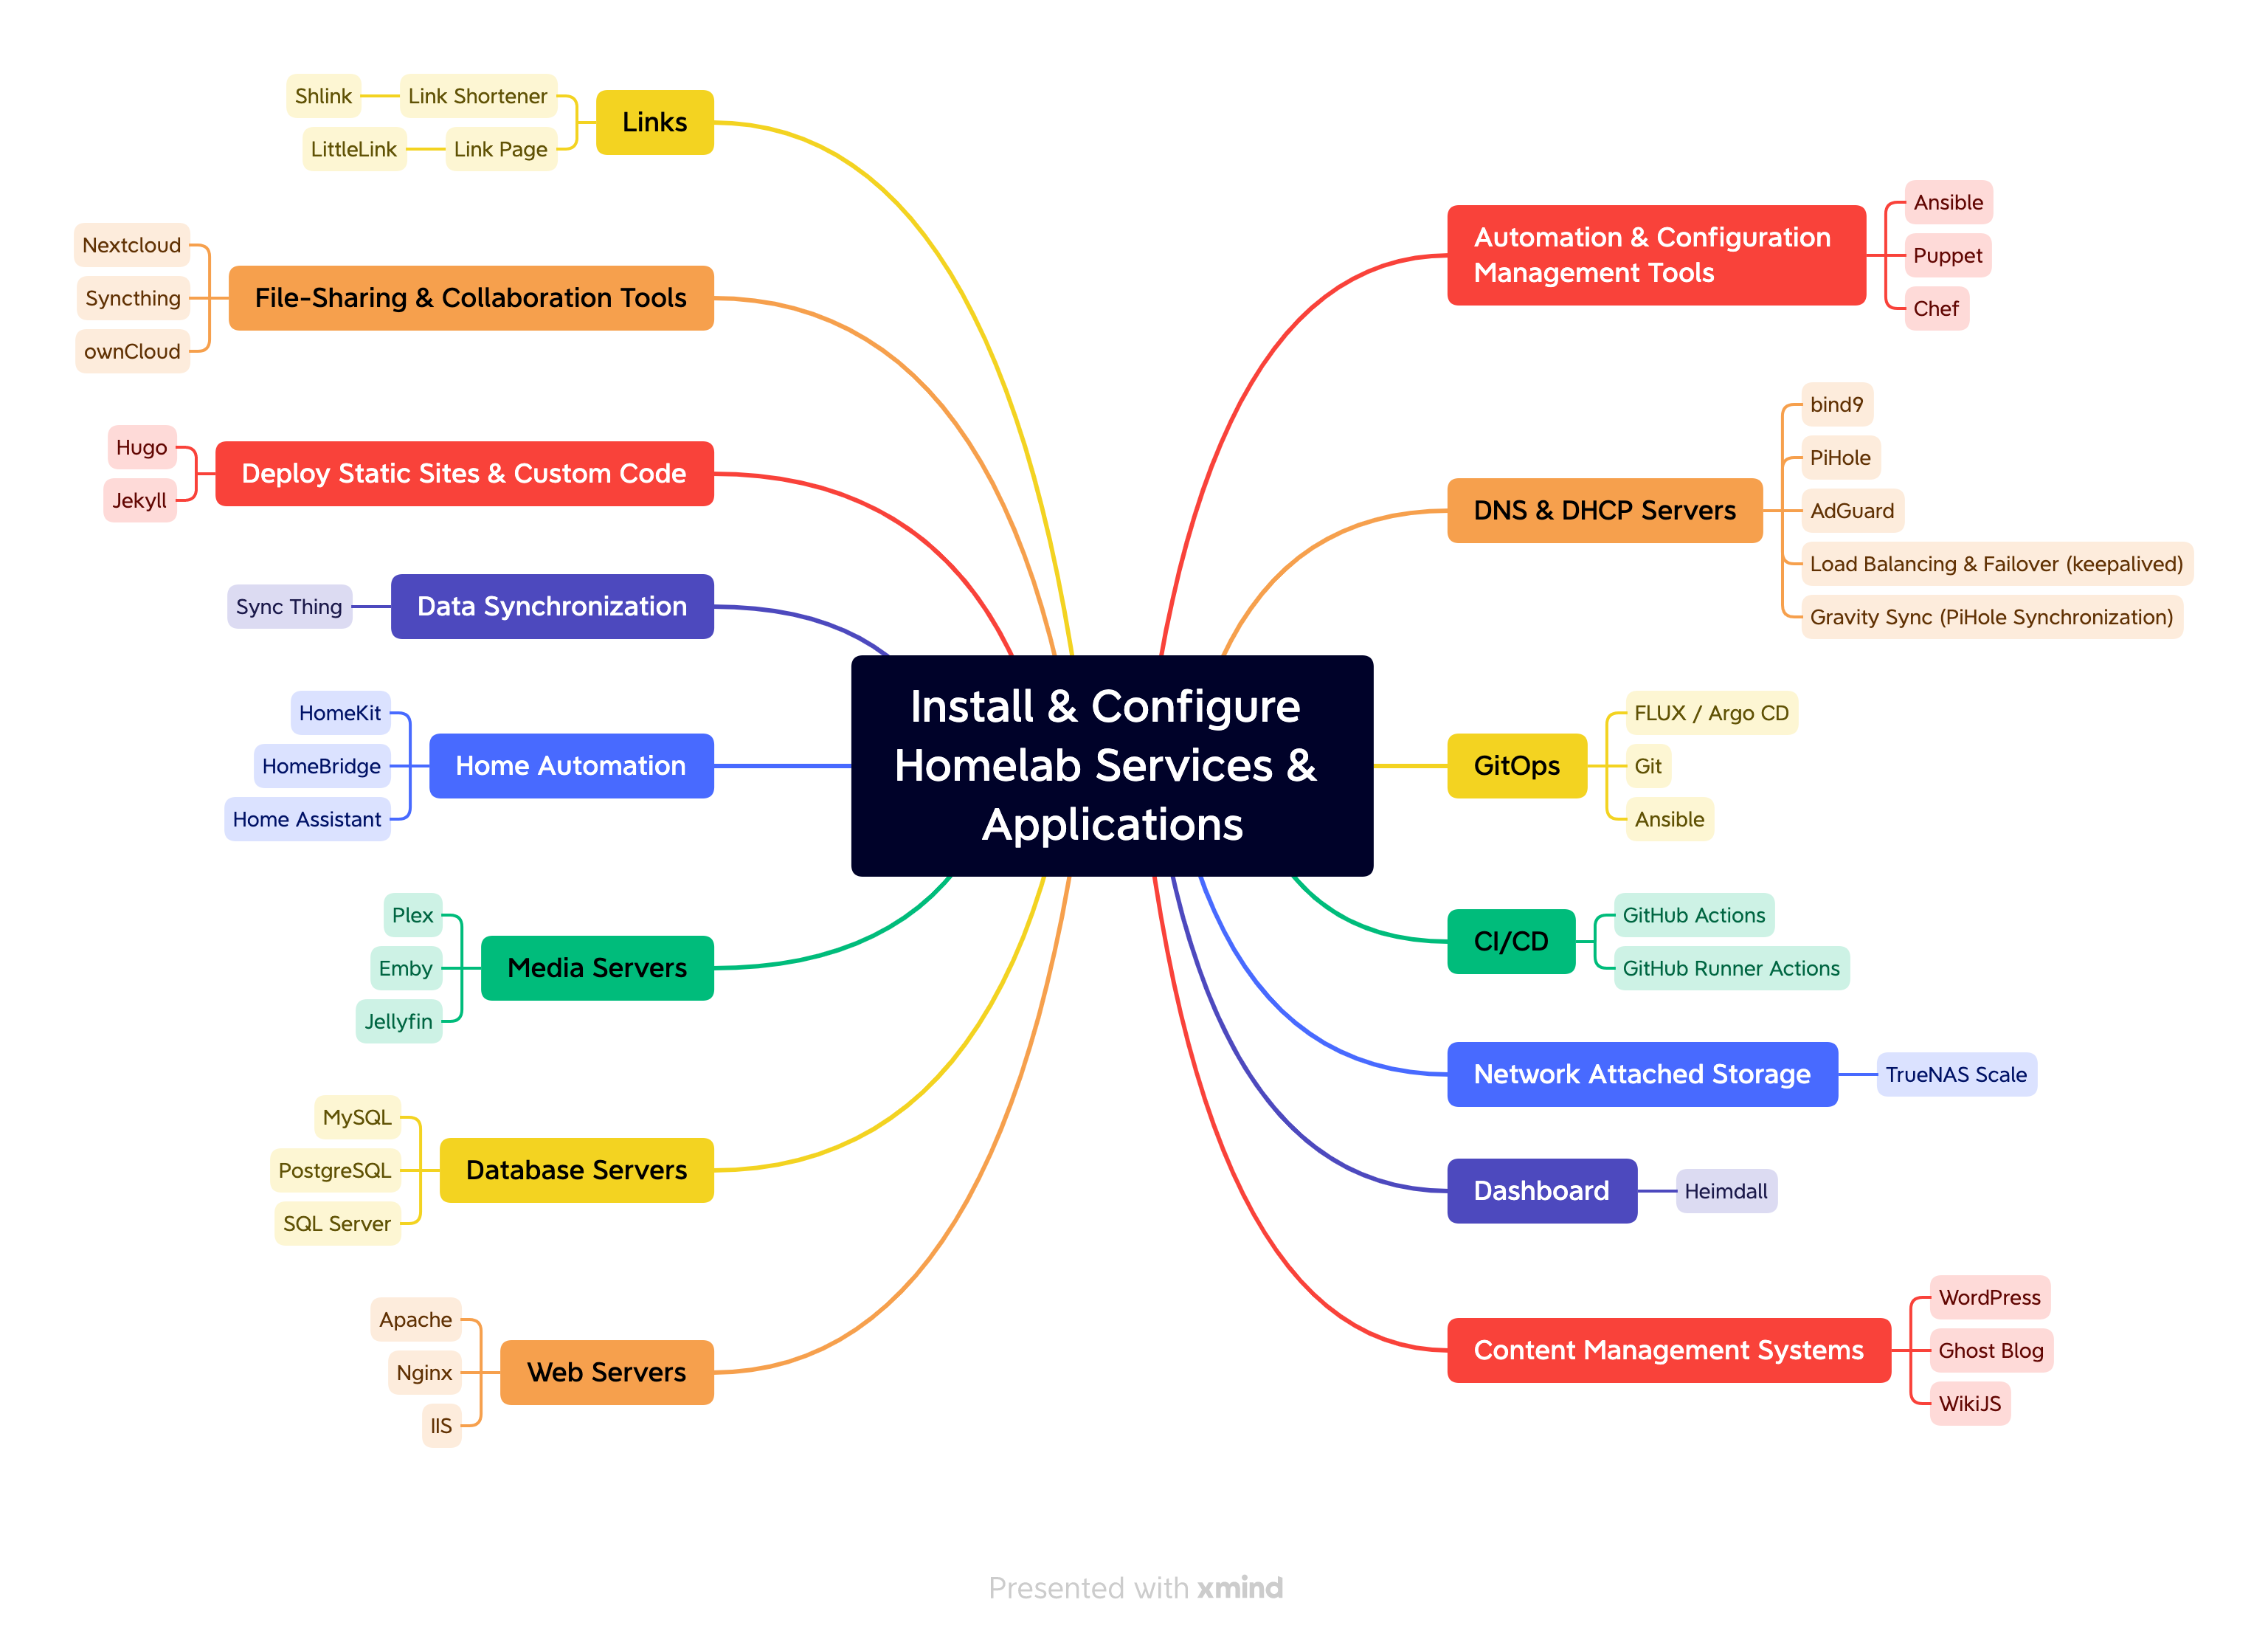 Install & Configure
Homelab Services &
Applications
Automation & Configuration
Management Tools
Ansible
Puppet
Chef
DNS & DHCP Servers
bind9
PiHole
AdGuard
Load Balancing & Failover (keepalived)
Gravity Sync (PiHole Synchronization)
GitOps
FLUX / Argo CD
Git
Ansible
CI/CD
GitHub Actions
GitHub Runner Actions
Network Attached Storage
TrueNAS Scale
Dashboard
Heimdall
Content Management Systems
WordPress
Ghost Blog
WikiJS
Links
Link Shortener
Shlink
Link Page
LittleLink
File-Sharing & Collaboration Tools
Nextcloud
Syncthing
ownCloud
Deploy Static Sites & Custom Code
Hugo
Jekyll
Data Synchronization
Sync Thing
Home Automation
HomeKit
HomeBridge
Home Assistant
Media Servers
Plex
Emby
Jellyfin
Database Servers
MySQL
PostgreSQL
SQL Server
Web Servers
Apache
Nginx
IIS
Presented with xmind